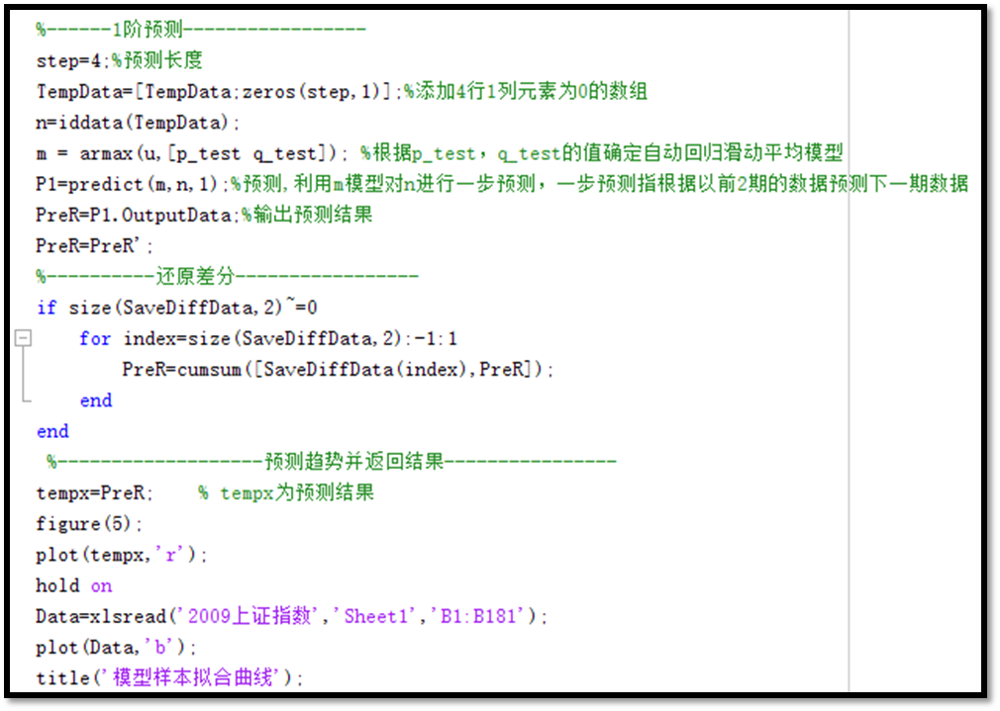 %------1阶预测-----------------
step=4;%预测长度
TempData=[TempData;zeros(step,1)];%添加4行1列元素为0的数组
n=iddata(TempData);
m = armax(u,[p_test q_test]); %根据p_test，q_test的值确定自动回归滑动平均模型
P1=predict(m,n,1);%预测,利用m模型对n进行一步预测，一步预测指根据以前2期的数据预测下一期数据
PreR=P1.OutputData;%输出预测结果
PreR=PreR';
%----------还原差分-----------------
if size(SaveDiffData,2)~=0
for index=size(SaveDiffData,2):-1:1
PreR=cumsum([SaveDiffData(index),PreR]);
end
end
%-------------------预测趋势并返回结果----------------
tempx=PreR; % tempx为预测结果
figure(5);
plot(tempx,'r');
hold on
Data=xlsread('2009上证指数','Sheet1','B1:B181');
plot(Data,'b');
title('模型样本拟合曲线');